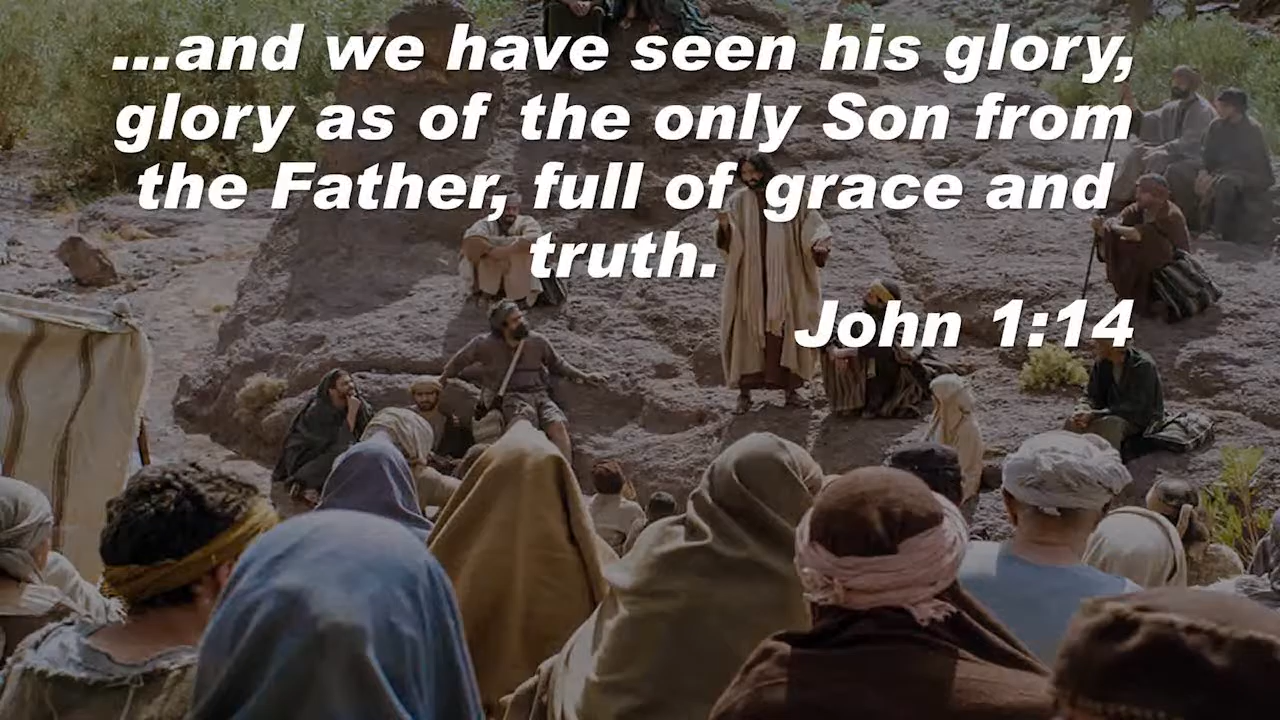 ...and we have seen his glory,
glory as of the only Son from
the Father, full of grace and
truth.
John 1:14